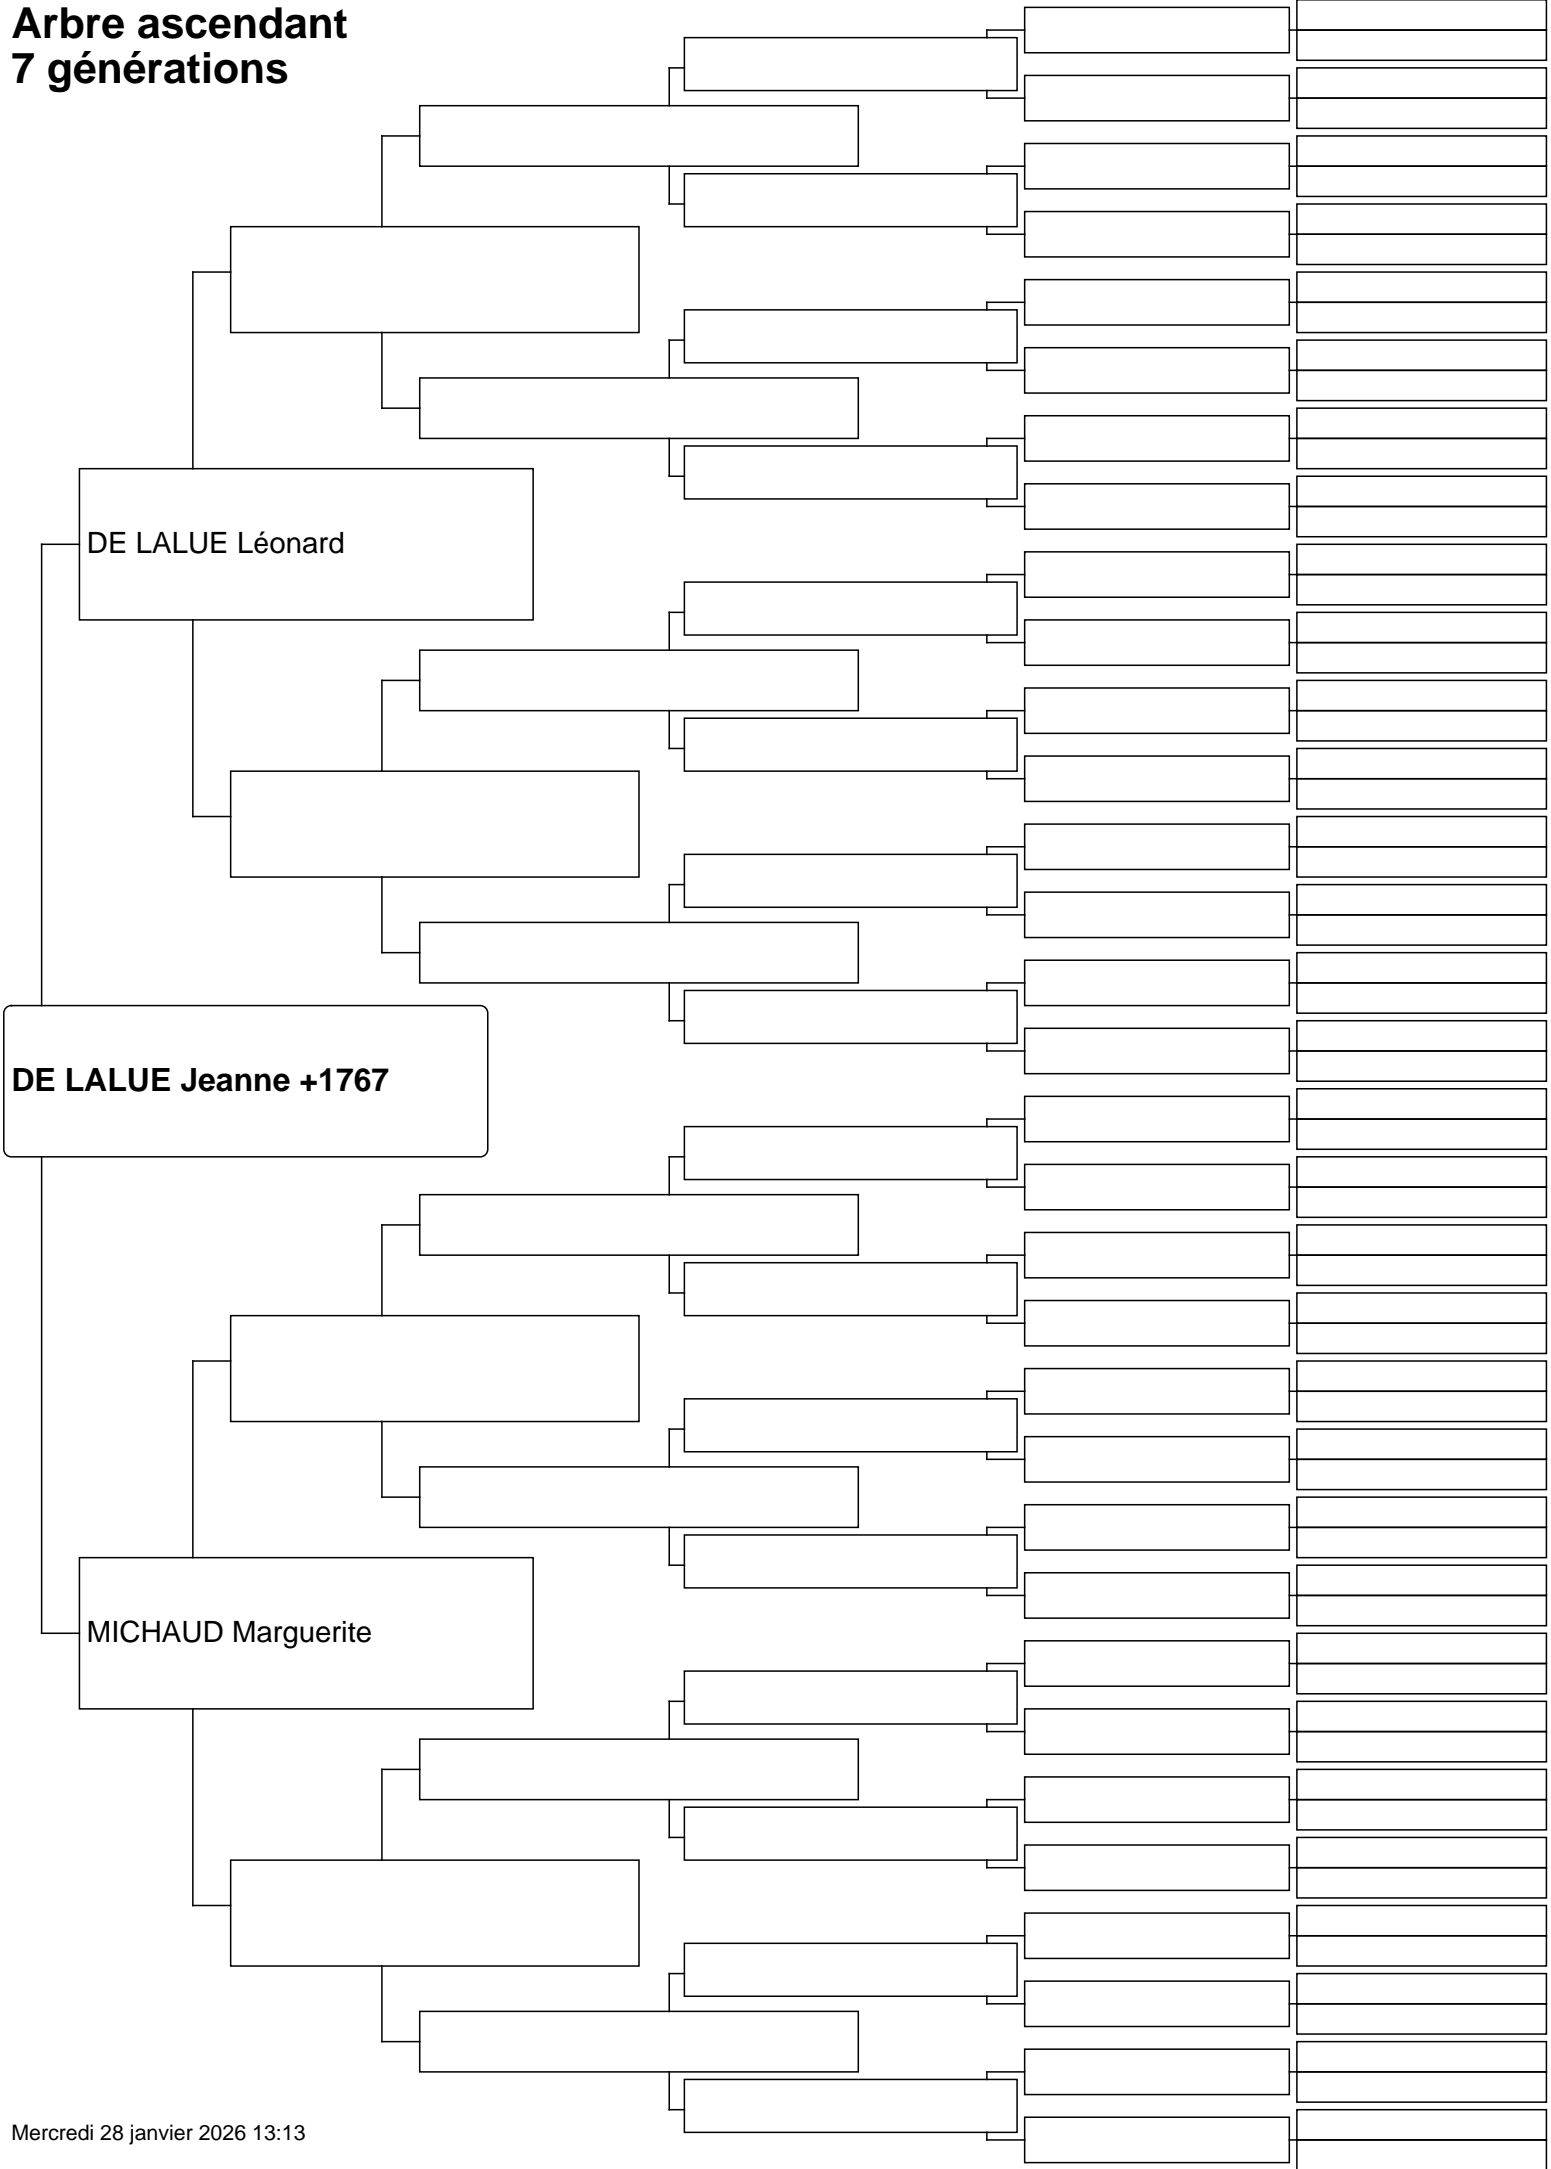 Arbre ascendant
7 générations
DE LALUE Léonard
DE LALUE Jeanne +1767
MICHAUD Marguerite
Mercredi 28 janvier 2026 13:13